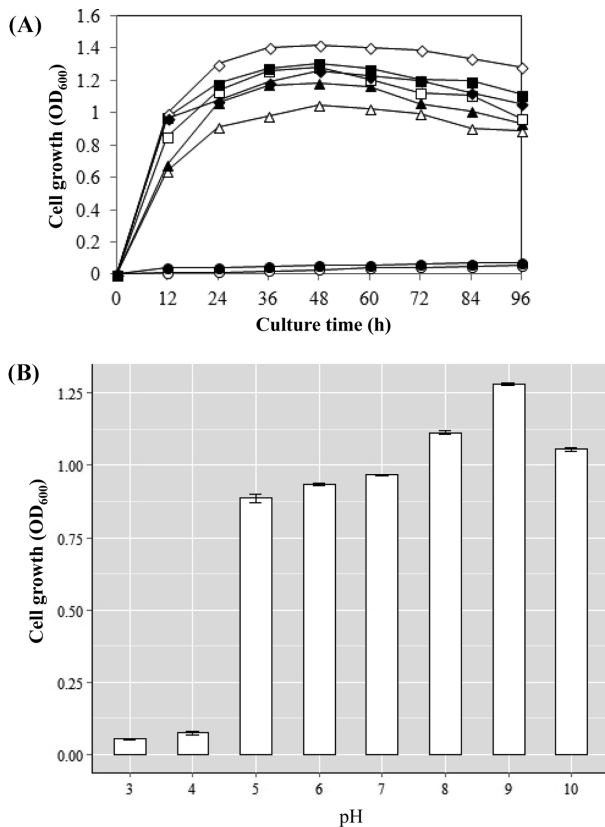 (A)
Cell growth (OD600)
1.6
1.4
1.2
1
0.8
0.6
0.4
0.2
0
0 12 24 36 48 60 72 84 96
Culture time (h)
(B)
Cell growth (OD600)
1.25
1.00
0.75
0.50
0.25
0.00
3 4 5 6 7 8 9 10
pH